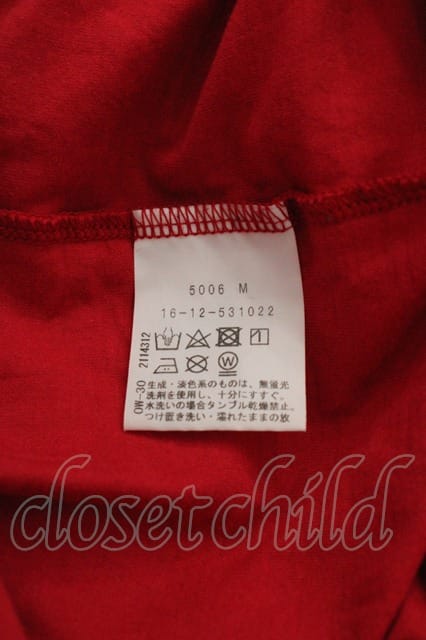 5006 M
16-12-531022
OW-30 2114312
生成・淡色系のものは、無蛍光
洗剤を使用し、十分にすすぐ。
水洗いの場合タンブル乾燥禁止。
つけ置き洗い・濡れたままの放
closetchild